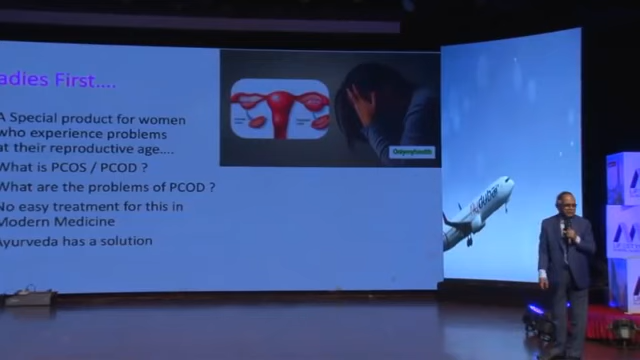 adies First....
A Special product for women
who experience problems
at their reproductive age....
What is PCOS / PCOD ?
What are the problems of PCOD ?
No easy treatment for this in
Modern Medicine
Ayurveda has a solution
Onlymyhealth